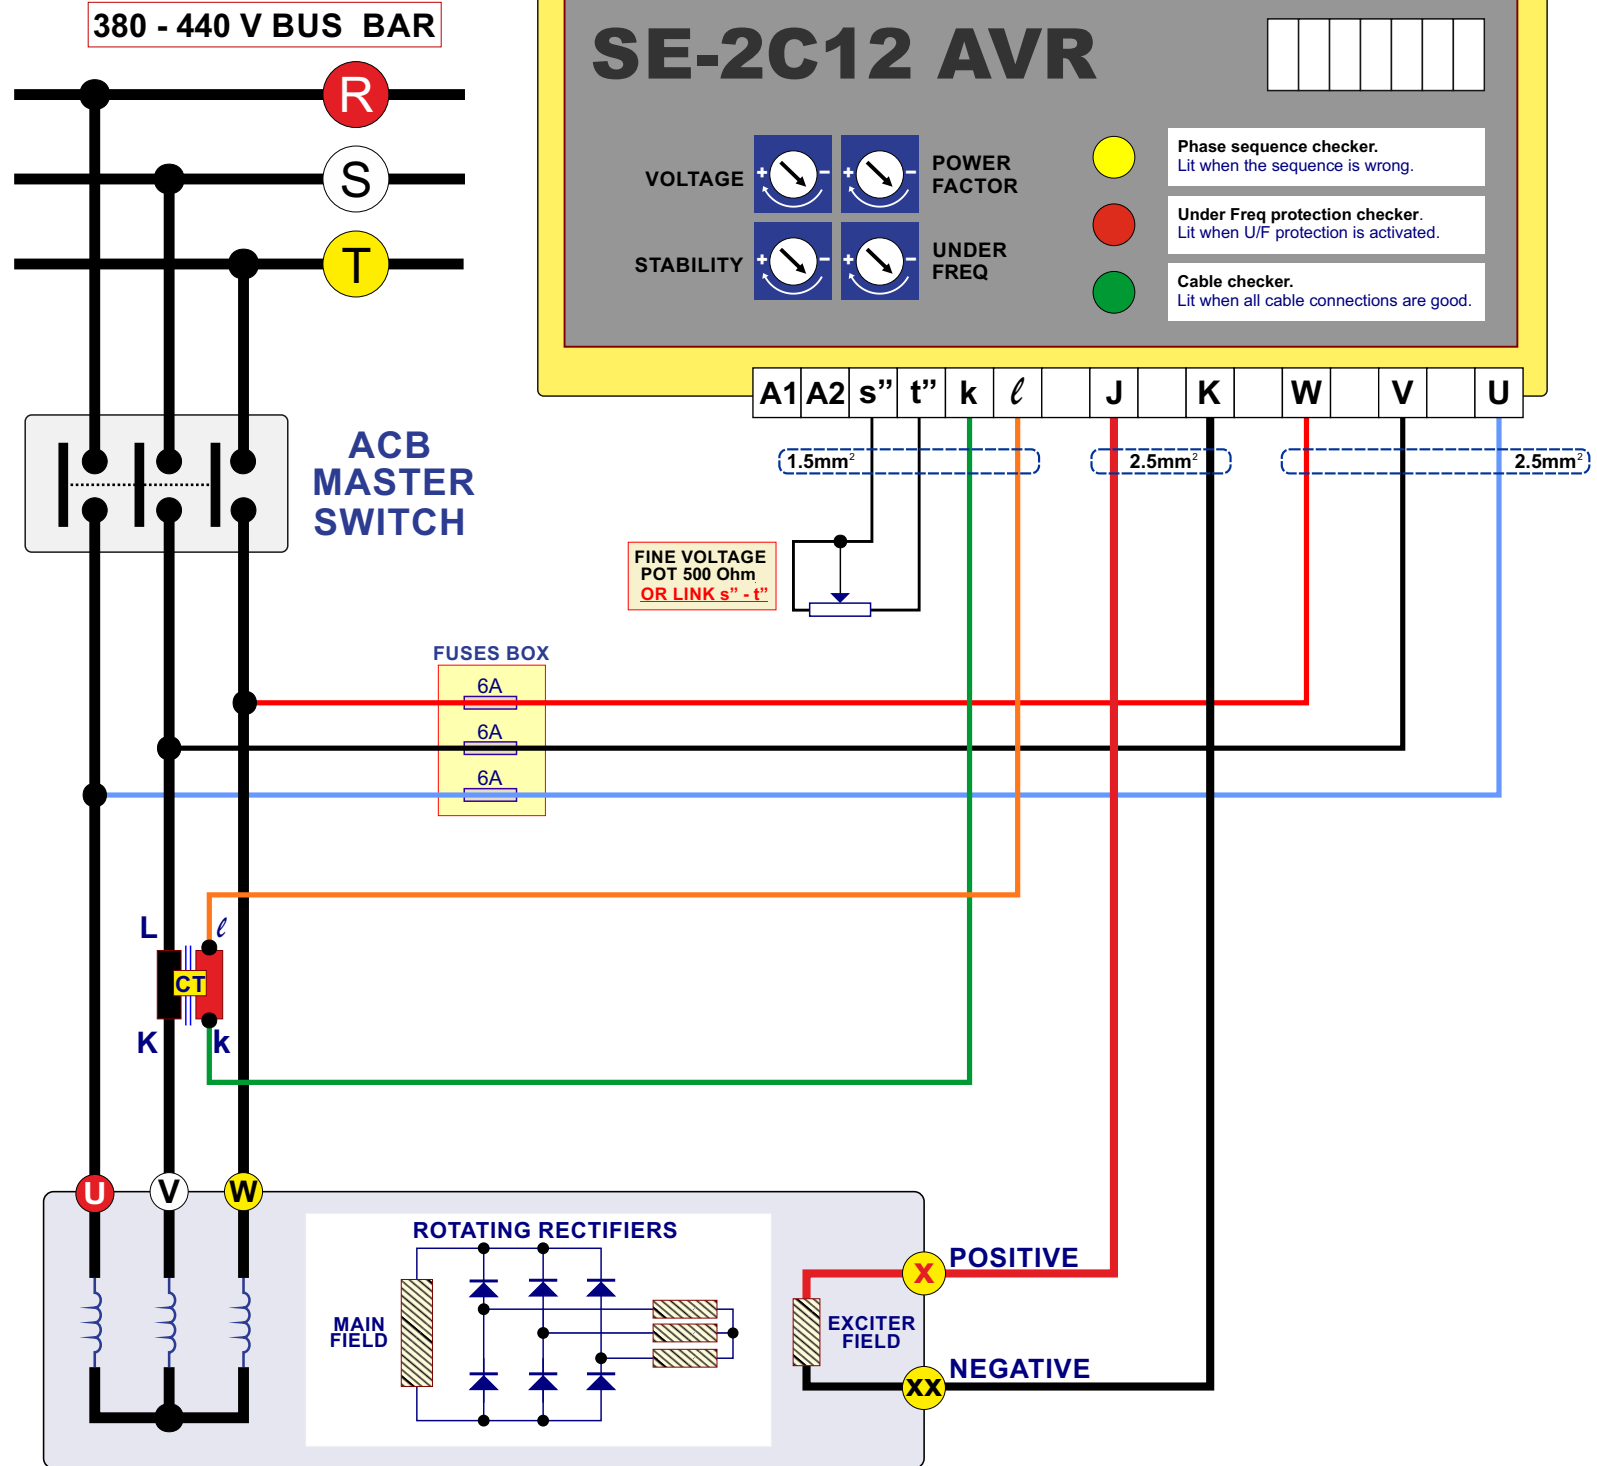 380 - 440 V BUS BAR
R
S
T
SE-2C12 AVR
VOLTAGE
+ -
+ -
POWER
FACTOR
STABILITY
+ -
+ -
UNDER
FREQ
Phase sequence checker.
Lit when the sequence is wrong.
Under Freq protection checker.
Lit when U/F protection is activated.
Cable checker.
Lit when all cable connections are good.
A1 A2 s” t” k ℓ J K W V U
1.5mm²
2.5mm²
2.5mm²
ACB
MASTER
SWITCH
FINE VOLTAGE
POT 500 Ohm
OR LINK s” - t”
FUSES BOX
6A
6A
6A
L ℓ
CT
K k
U V W
ROTATING RECTIFIERS
MAIN
FIELD
EXCITER
FIELD
X POSITIVE
XX NEGATIVE